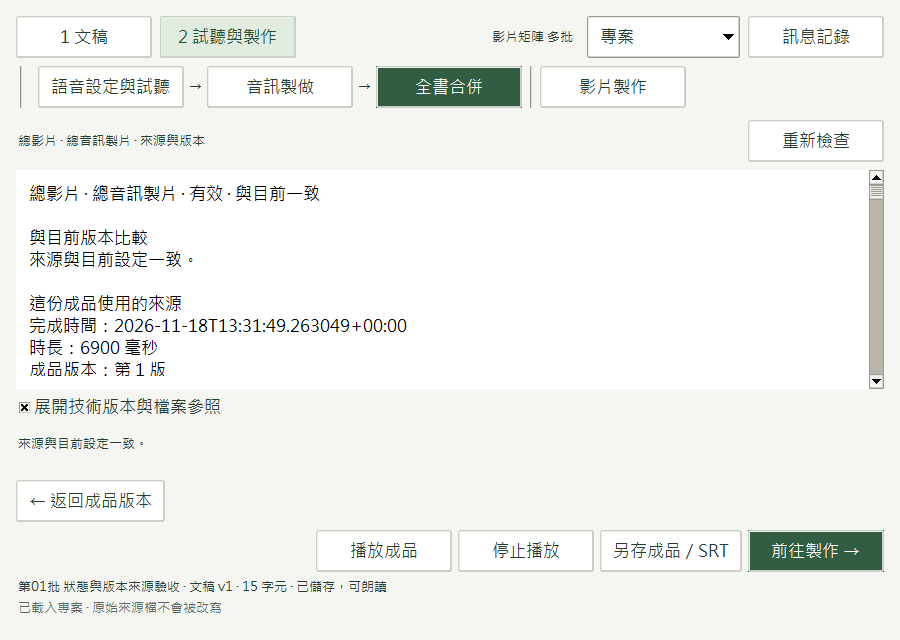 1 文稿
2 試聽與製作
影片矩陣 多批
專案
訊息記錄
語音設定與試聽
→
音訊製做
→
全書合併
影片製作
總影片 · 總音訊製片 · 來源與版本
重新檢查
總影片 · 總音訊製片 · 有效 · 與目前一致
與目前版本比較
來源與目前設定一致。
這份成品使用的來源
完成時間：2026-11-18T13:31:49.263049+00:00
時長：6900 毫秒
成品版本：第 1 版
展開技術版本與檔案參照
來源與目前設定一致。
← 返回成品版本
播放成品
停止播放
另存成品 / SRT
前往製作 →
第01批 狀態與版本來源驗收 · 文稿 v1 · 15 字元 · 已儲存，可朗讀
已載入專案 · 原始來源檔不會被改寫